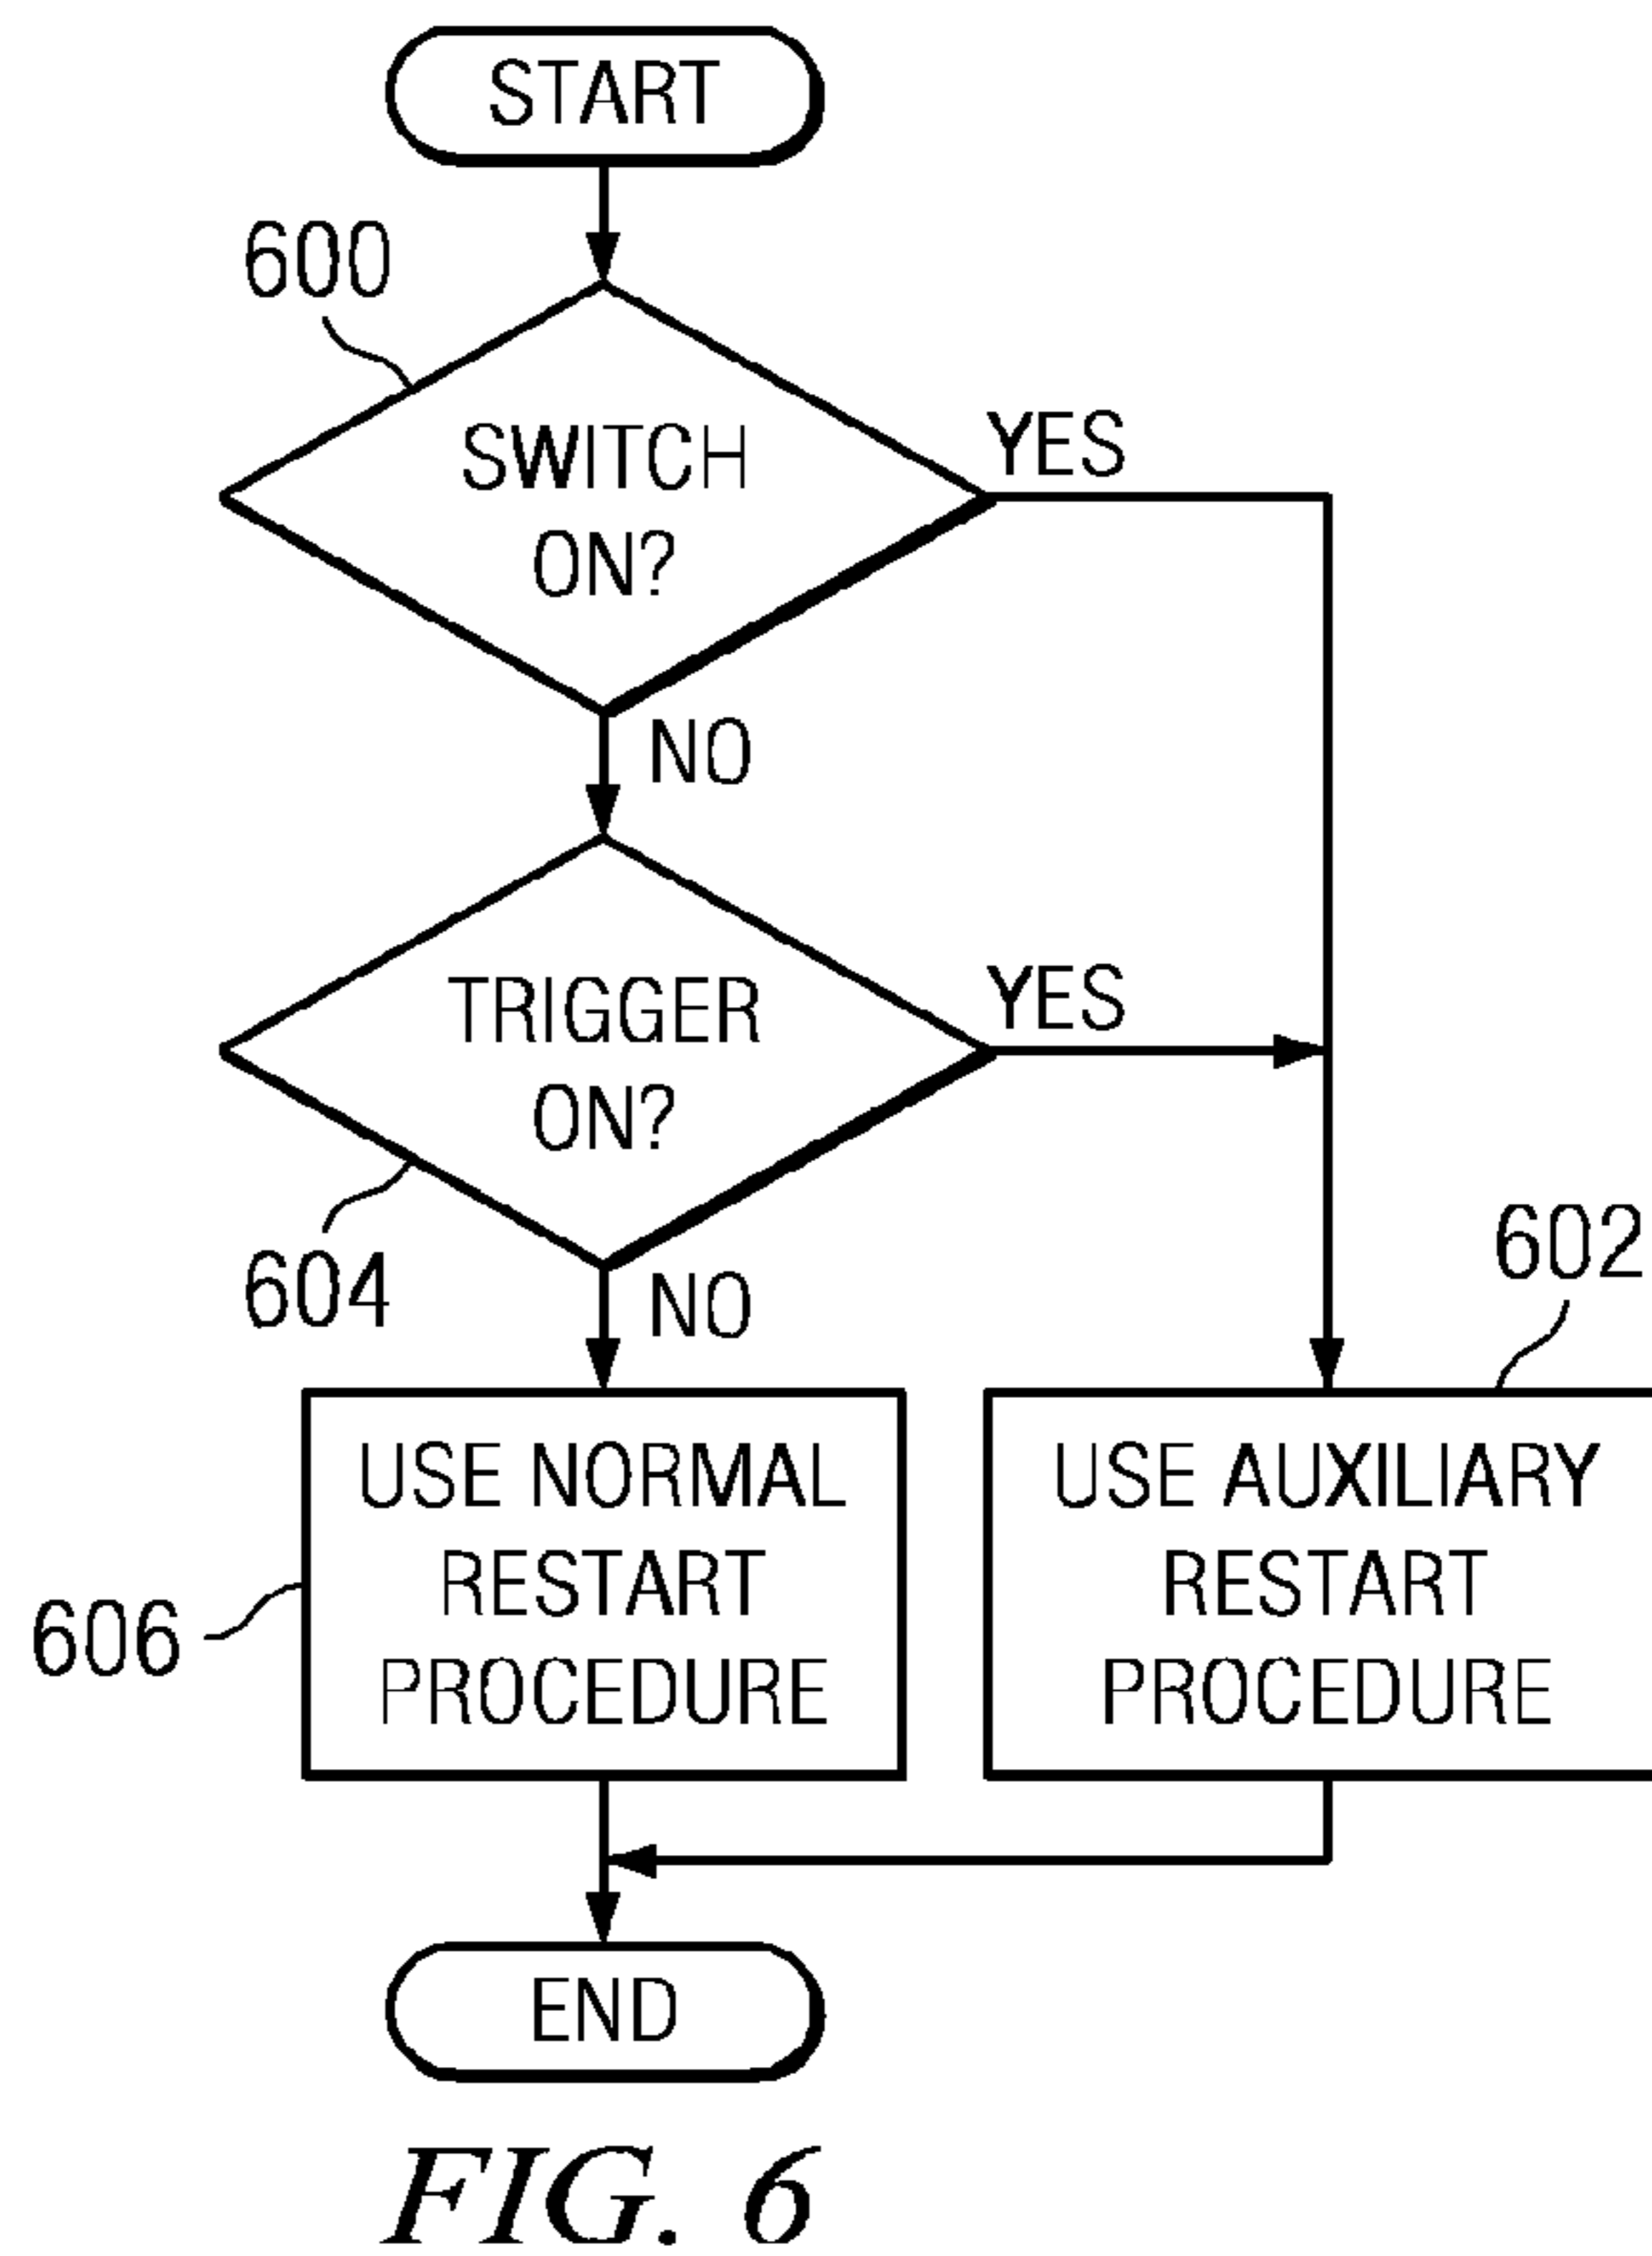 START
600
SWITCH
ON?
YES
NO
TRIGGER
ON?
YES
604
NO
602
USE NORMAL
RESTART
PROCEDURE
606
USE AUXILIARY
RESTART
PROCEDURE
END
FIG. 6